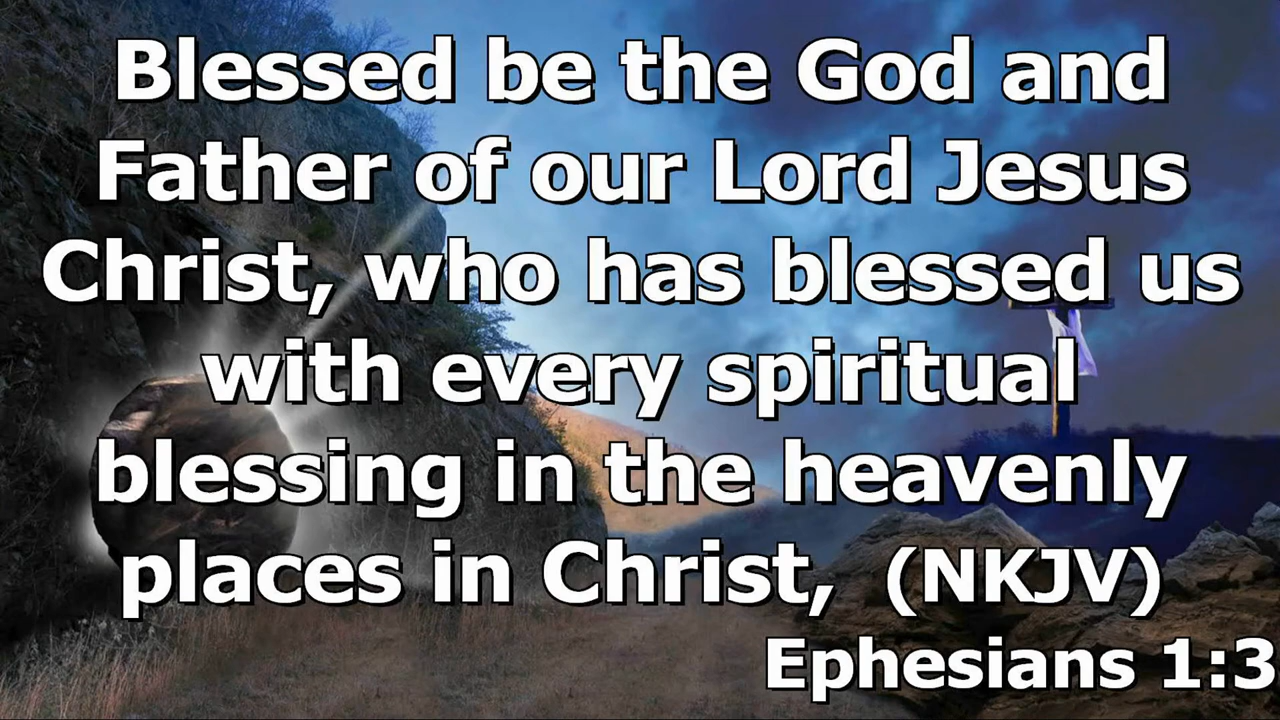 Blessed be the God and
Father of our Lord Jesus
Christ, who has blessed us
with every spiritual
blessing in the heavenly
places in Christ, (NKJV)
Ephesians 1:3